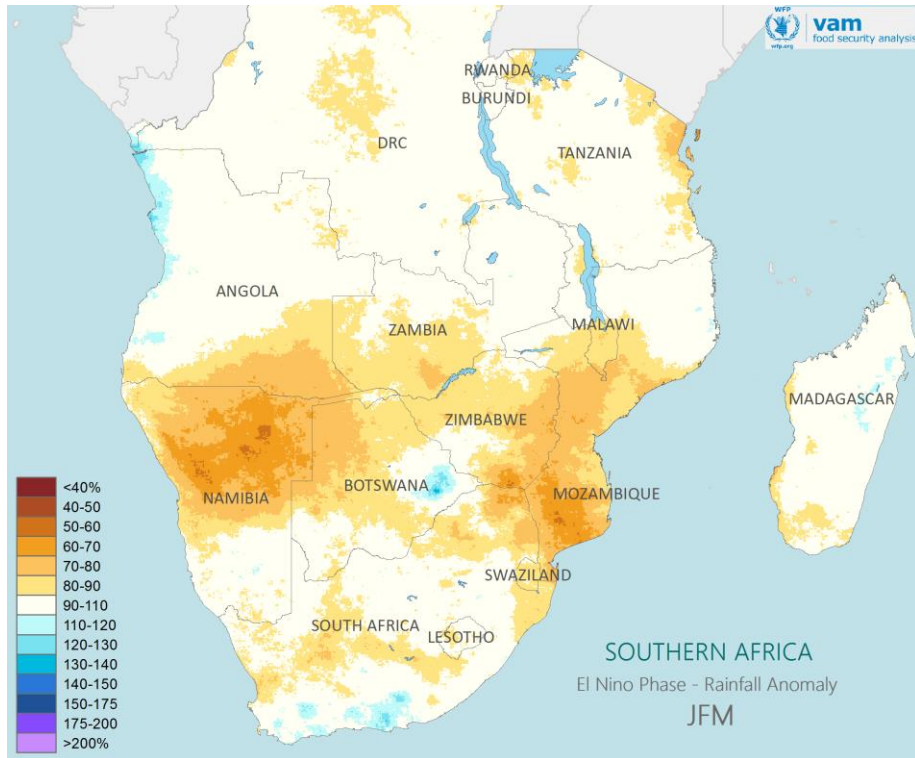 WFP
wfp.org
vam
food security analysis
RWANDA
BURUNDI
DRC
TANZANIA
ANGOLA
ZAMBIA
MALAWI
MADAGASCAR
ZIMBABWE
NAMIBIA
BOTSWANA
MOZAMBIQUE
SWAZILAND
SOUTH AFRICA
LESOTHO
<40%
40-50
50-60
60-70
70-80
80-90
90-110
110-120
120-130
130-140
140-150
150-175
175-200
>200%
SOUTHERN AFRICA
El Nino Phase - Rainfall Anomaly
JFM